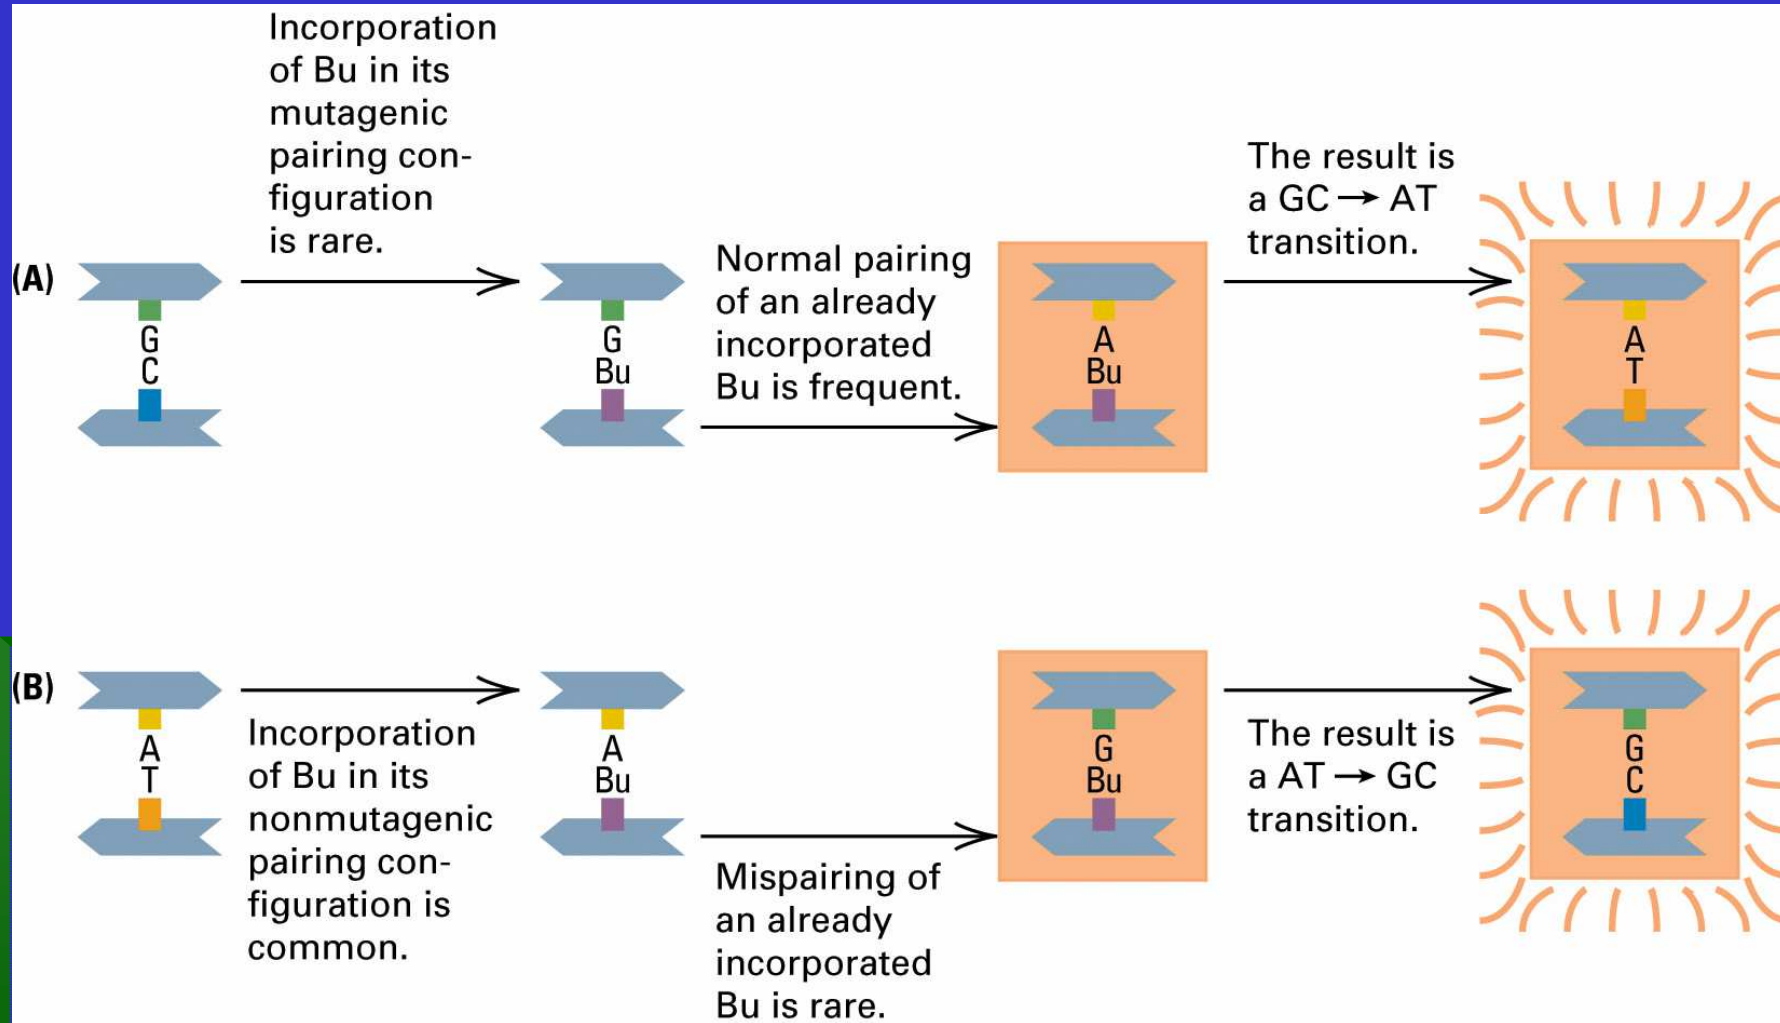 Incorporation
of Bu in its
mutagenic
pairing con-
figuration
is rare.
(A)
G
C
G
Bu
Normal pairing
of an already
incorporated
Bu is frequent.
A
Bu
The result is
a GC → AT
transition.
A
T
(B)
A
T
Incorporation
of Bu in its
nonmutagenic
pairing con-
figuration is
common.
A
Bu
Mispairing of
an already
incorporated
Bu is rare.
G
Bu
The result is
a AT → GC
transition.
G
C